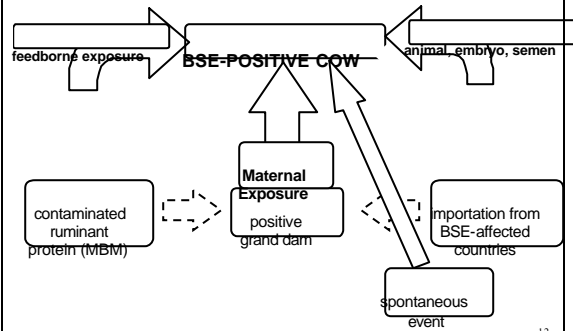 feedborne exposure
BSE-POSITIVE COW
animal, embryo, semen
Maternal
Exposure
contaminated
ruminant
protein (MBM)
positive
grand dam
importation from
BSE-affected
countries
spontaneous
event